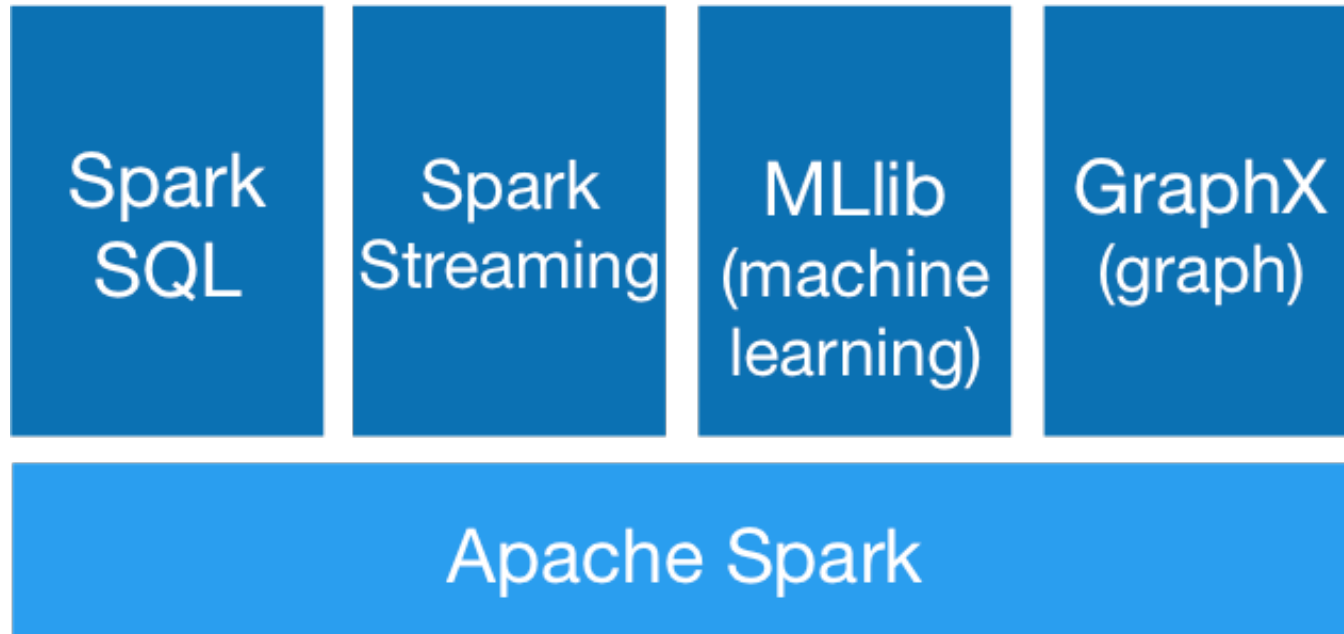 Spark
SQL
Spark
Streaming
MLlib
(machine
learning)
GraphX
(graph)
Apache Spark